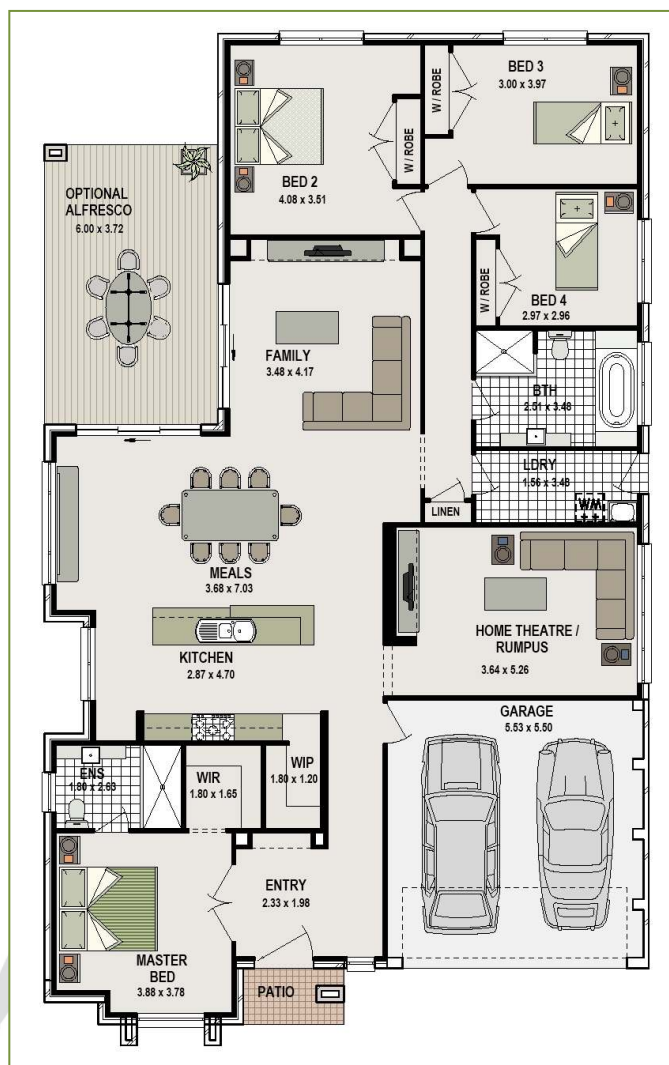 BED 3
3.00 x 3.97
W / ROBE
W / ROBE
BED 2
4.08 x 3.51
OPTIONAL
ALFRESCO
6.00 x 3.72
W / ROBE
BED 4
2.97 x 2.96
FAMILY
3.48 x 4.17
BTH
2.51 x 3.48
LDRY
1.56 x 3.48
WM
LINEN
MEALS
3.68 x 7.03
HOME THEATRE /
RUMPUS
3.64 x 5.26
KITCHEN
2.87 x 4.70
GARAGE
5.53 x 5.50
ENS
1.80 x 2.63
WIR
1.80 x 1.65
WIP
1.80 x 1.20
ENTRY
2.33 x 1.98
MASTER
BED
3.88 x 3.78
PATIO